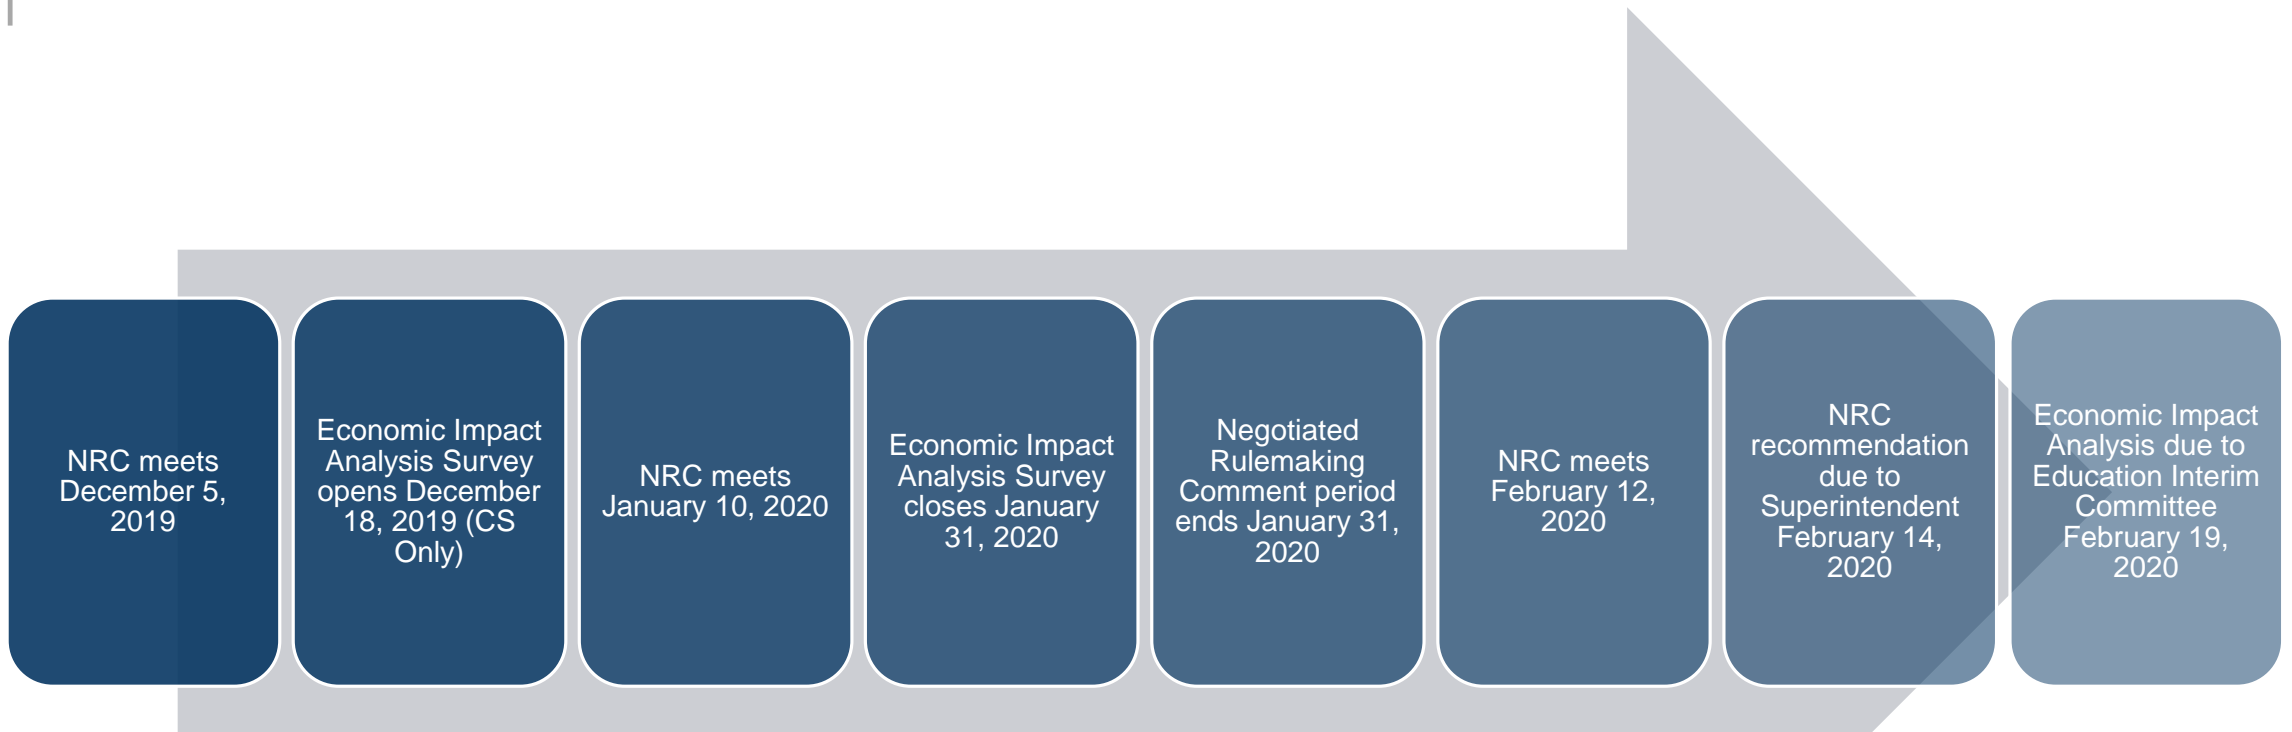 NRC meets
December 5,
2019
Economic Impact
Analysis Survey
opens December
18, 2019 (CS
Only)
NRC meets
January 10, 2020
Economic Impact
Analysis Survey
closes January
31, 2020
Negotiated
Rulemaking
Comment period
ends January 31,
2020
NRC meets
February 12,
2020
NRC
recommendation
due to
Superintendent
February 14,
2020
Economic Impact
Analysis due to
Education Interim
Committee
February 19,
2020